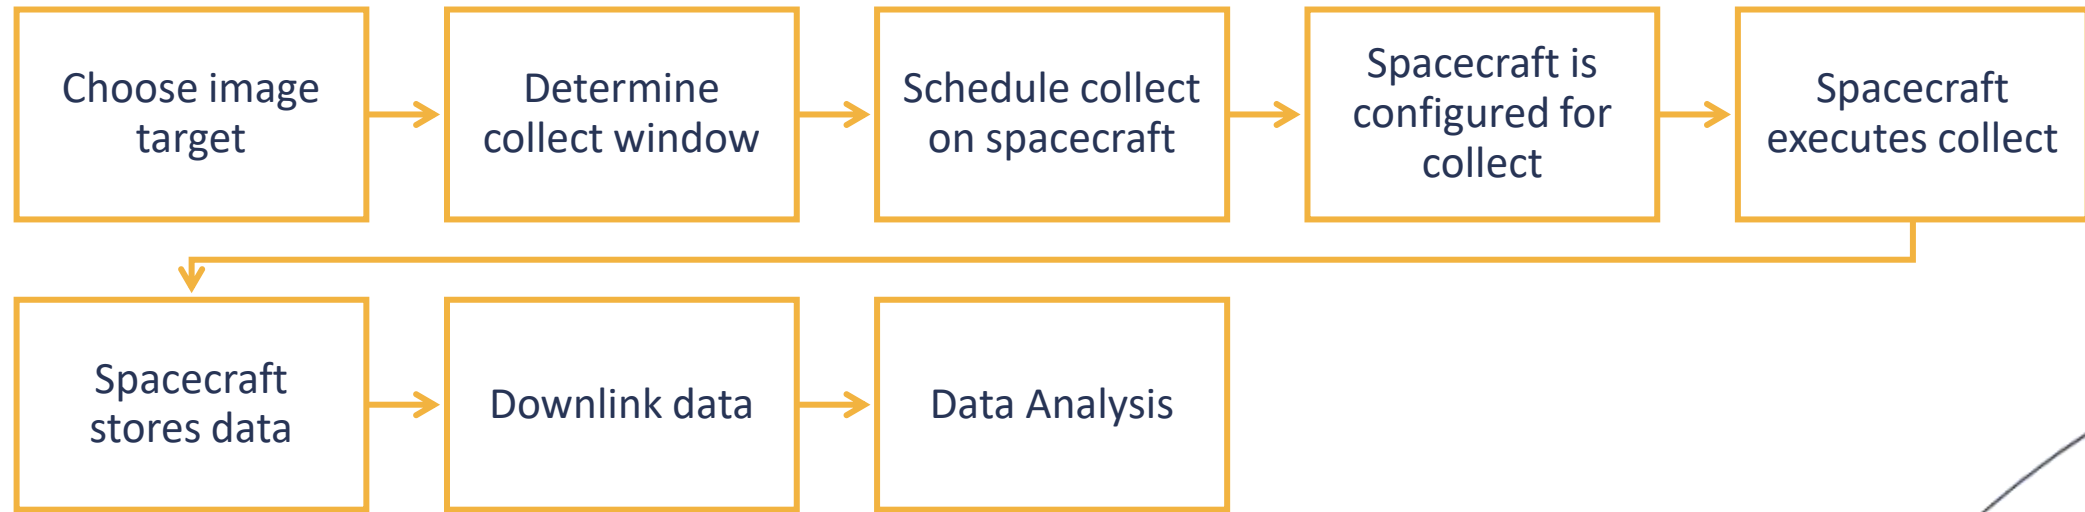 Choose image
target
Determine
collect window
Schedule collect
on spacecraft
Spacecraft is
configured for
collect
Spacecraft
executes collect
Spacecraft
stores data
Downlink data
Data Analysis